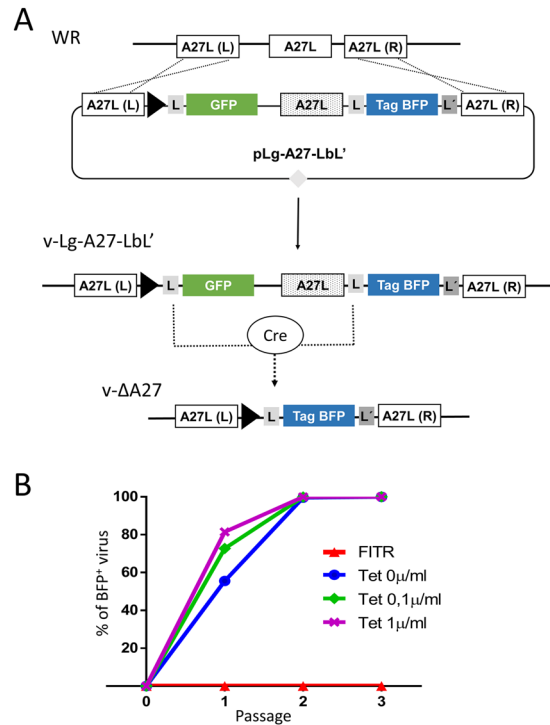 A
WR
A27L (L) A27L A27L (R)
A27L (L) L GFP A27L L Tag BFP L´ A27L (R)
pLg-A27-LbL’
v-Lg-A27-LbL’
A27L (L) L GFP A27L L Tag BFP L´ A27L (R)
Cre
v-ΔA27
A27L (L) L Tag BFP L´ A27L (R)
B
% of BFP⁺ virus
100
80
60
40
20
FITR
Tet 0µ/ml
Tet 0,1µ/ml
Tet 1µ/ml
0 1 2 3
Passage